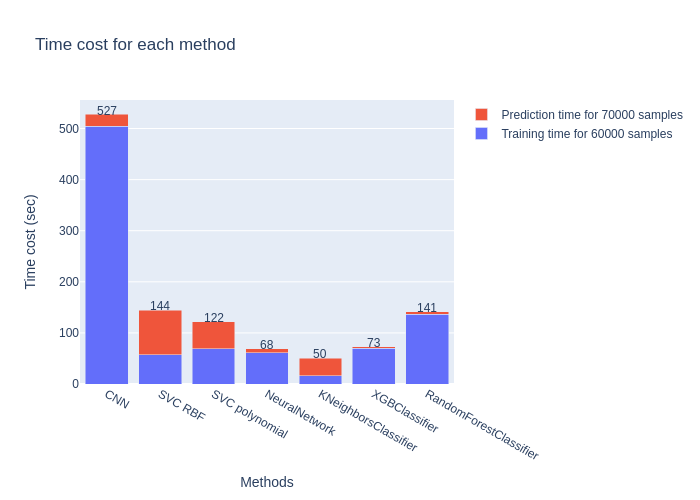 Time cost for each method
Prediction time for 70000 samples
Training time for 60000 samples
Time cost (sec)
500
400
300
200
100
0
527
144
122
68
50
73
141
CNN
SVC RBF
SVC polynomial
NeuralNetwork
KNeighborsClassifier
XGBClassifier
RandomForestClassifier
Methods